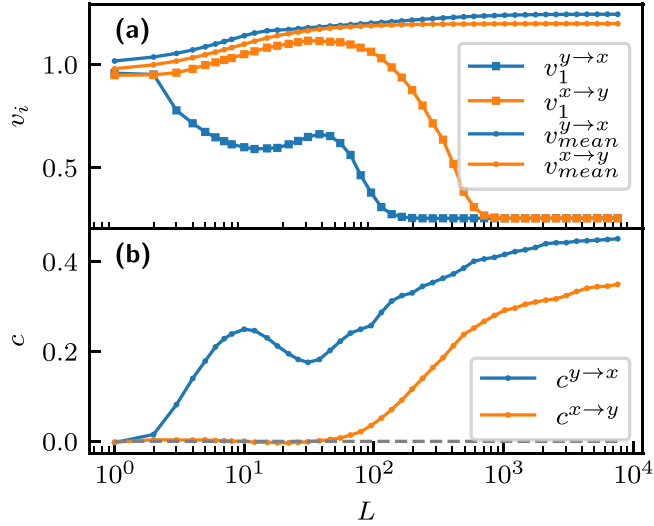 (a)
1.0
0.5
v_i
v_1^{y→x}
v_1^{x→y}
v_{mean}^{y→x}
v_{mean}^{x→y}
(b)
0.4
0.2
0.0
c
c^{y→x}
c^{x→y}
10^0 10^1 10^2 10^3 10^4
L